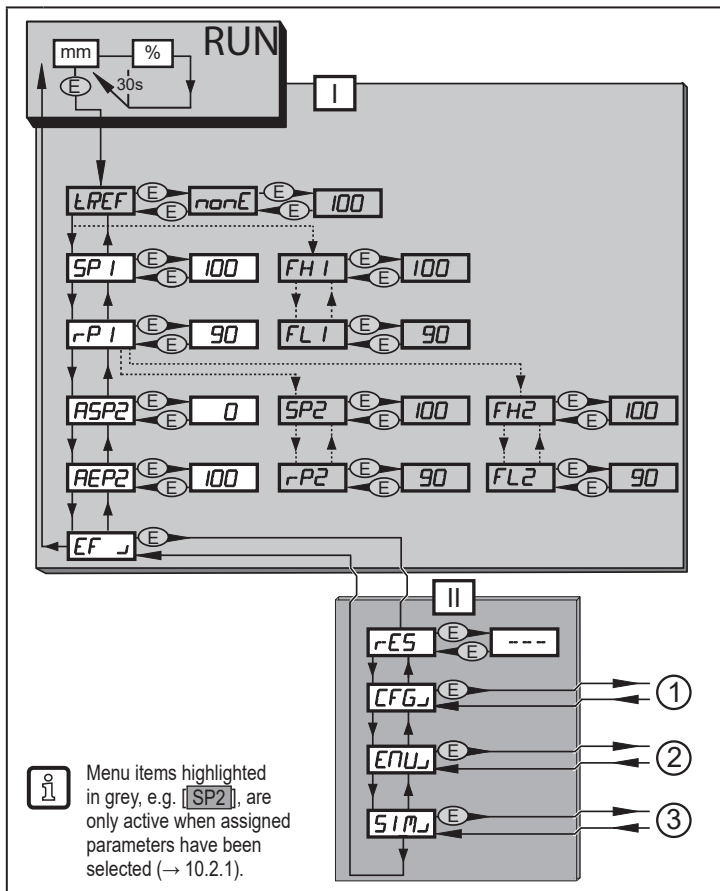 RUN
mm %
E 30s
I
tREF E E nonE E E 100
SP1 E E 100 FH1 E E 100
rP1 E E 90 FL1 E E 90
ASP2 E E 0 SP2 E E 100 FH2 E E 100
AEP2 E E 100 rP2 E E 90 FL2 E E 90
EF E
II
rES E E ---
CFG E 1
ENV E 2
SIM E 3
i
Menu items highlighted
in grey, e.g. [SP2], are
only active when assigned
parameters have been
selected (→ 10.2.1).